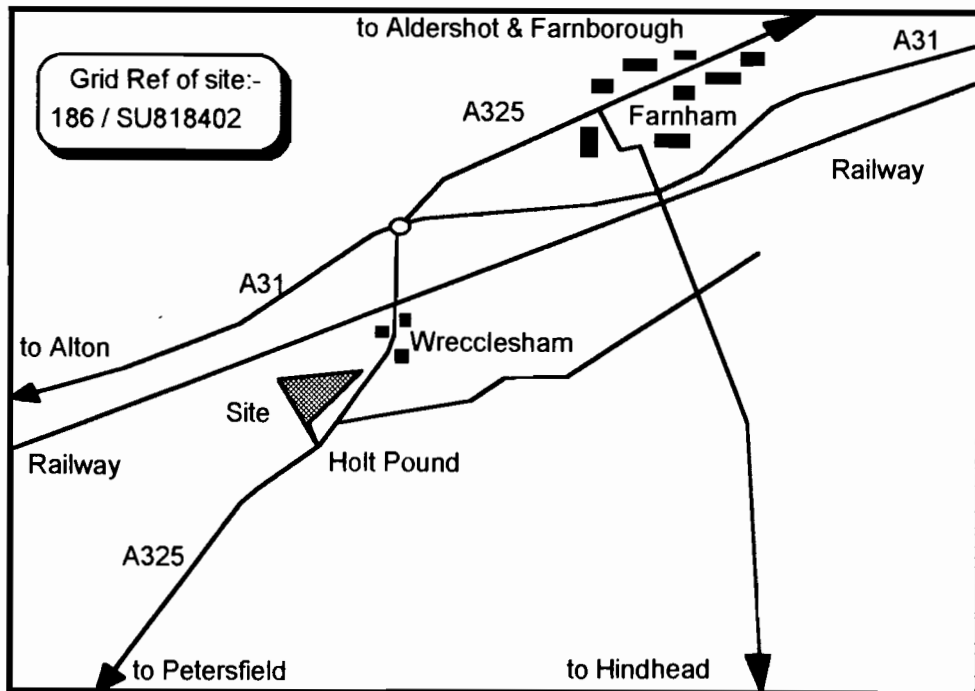 to Aldershot & Farnborough
A31
Grid Ref of site:-
186 / SU818402
A325
Farnham
Railway
A31
to Alton
Wrecclesham
Site
Railway
Holt Pound
A325
to Petersfield
to Hindhead